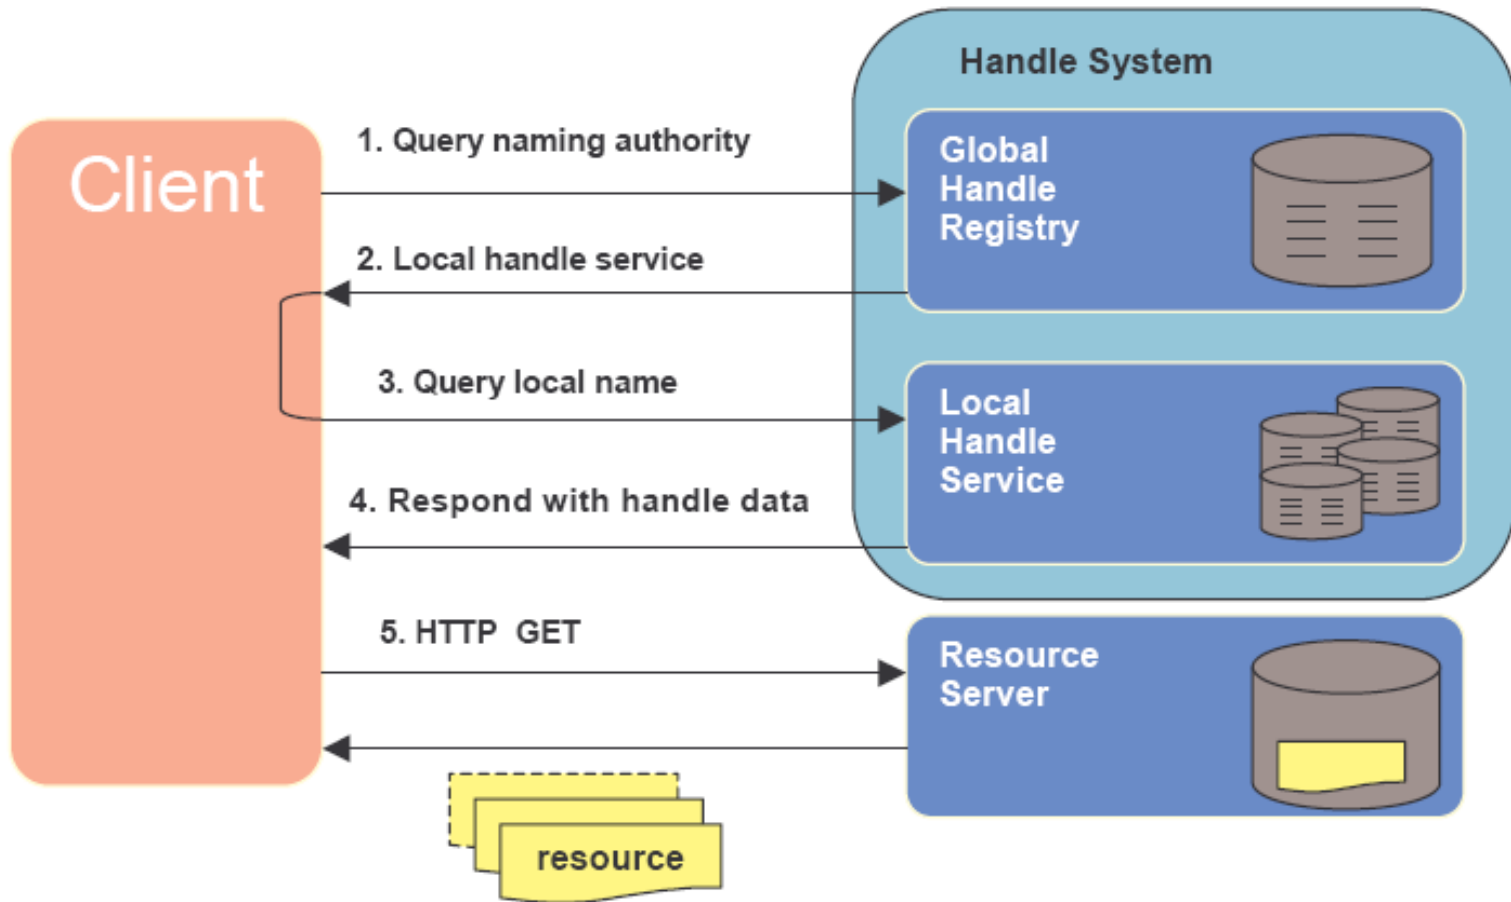 Handle System
Client
1. Query naming authority
Global
Handle
Registry
2. Local handle service
3. Query local name
Local
Handle
Service
4. Respond with handle data
5. HTTP GET
Resource
Server
resource